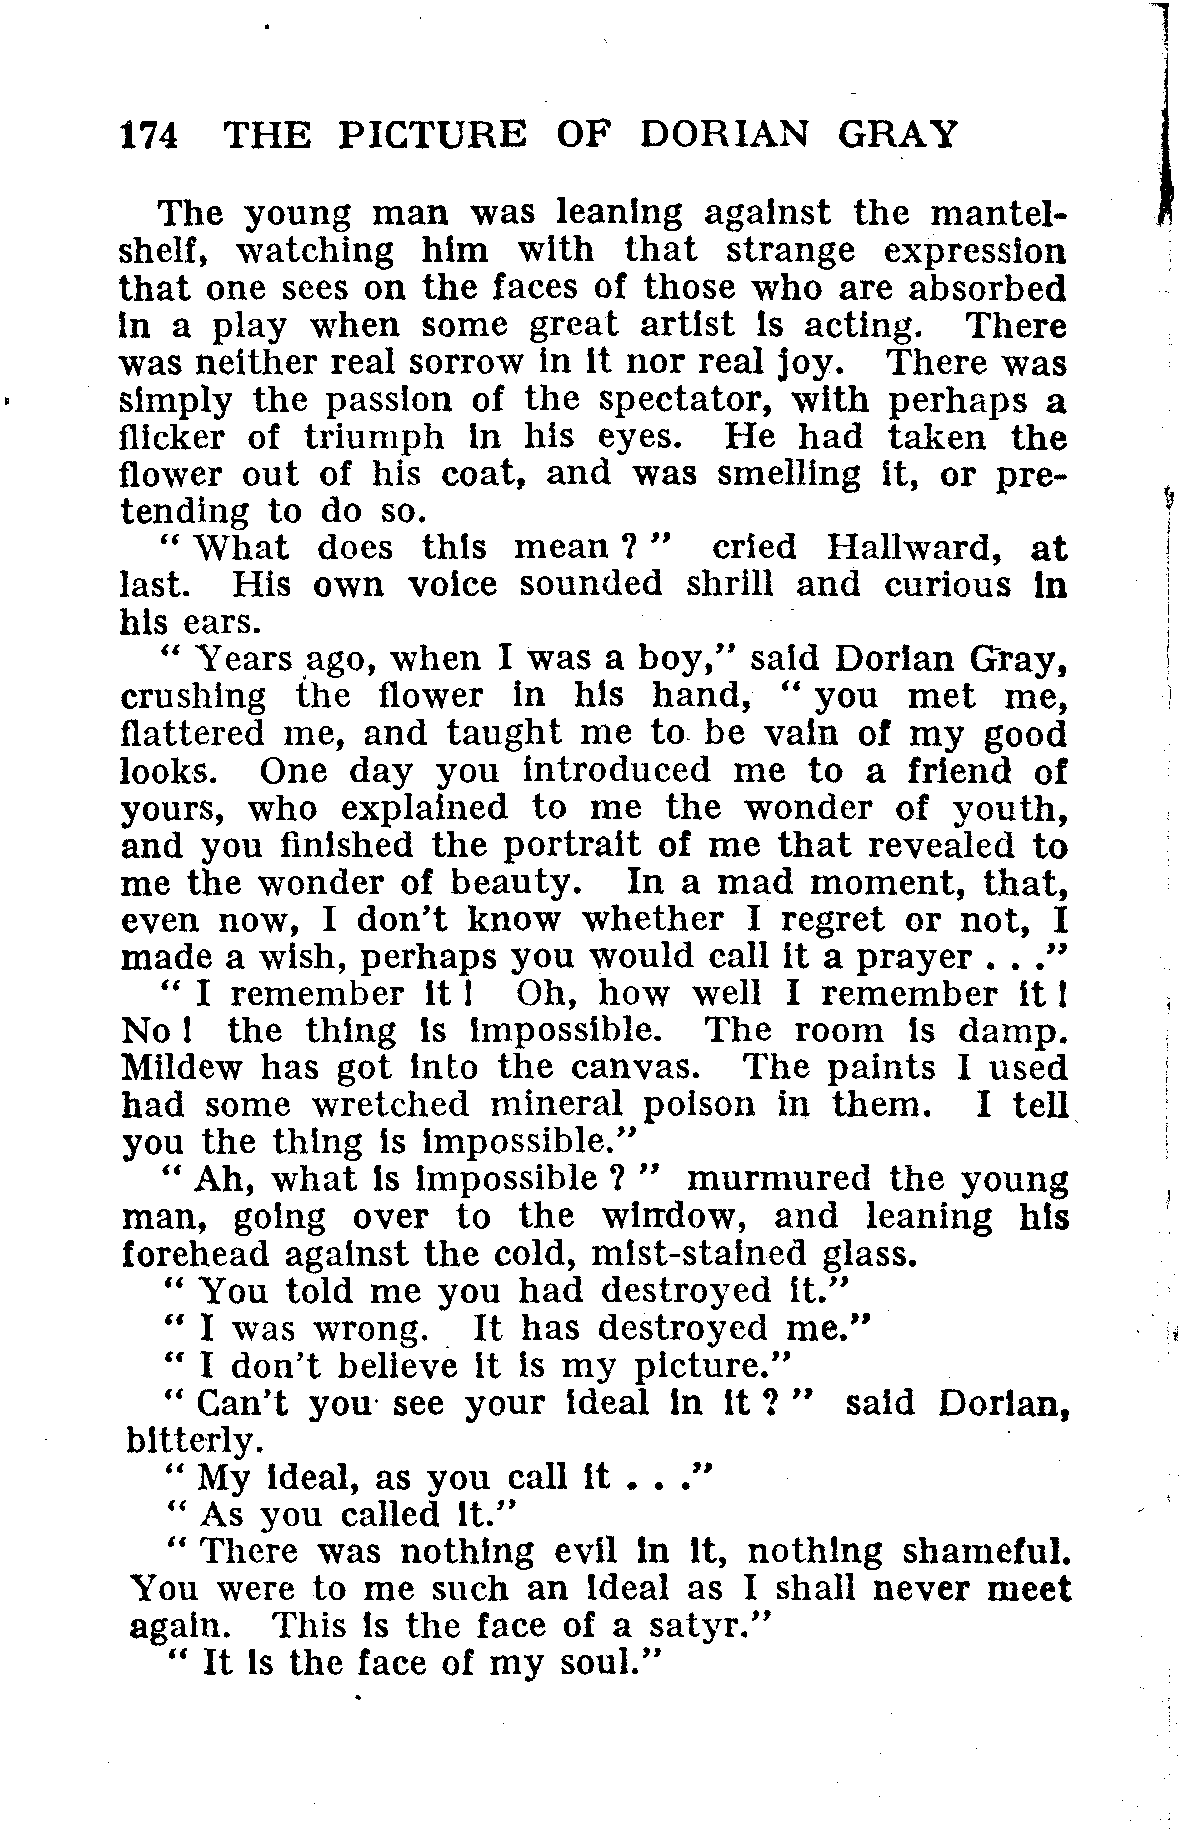 174 THE PICTURE OF DORIAN GRAY
The young man was leaning against the mantel-
shelf, watching him with that strange expression
that one sees on the faces of those who are absorbed
in a play when some great artist is acting. There
was neither real sorrow in it nor real joy. There was
simply the passion of the spectator, with perhaps a
flicker of triumph in his eyes. He had taken the
flower out of his coat, and was smelling it, or pre-
tending to do so.
" What does this mean ? " cried Hallward, at
last. His own voice sounded shrill and curious in
his ears.
" Years ago, when I was a boy," said Dorian Gray,
crushing the flower in his hand, " you met me,
flattered me, and taught me to be vain of my good
looks. One day you introduced me to a friend of
yours, who explained to me the wonder of youth,
and you finished the portrait of me that revealed to
me the wonder of beauty. In a mad moment, that,
even now, I don't know whether I regret or not, I
made a wish, perhaps you would call it a prayer . . ."
" I remember it ! Oh, how well I remember it !
No ! the thing is impossible. The room is damp.
Mildew has got into the canvas. The paints I used
had some wretched mineral poison in them. I tell
you the thing is impossible."
" Ah, what is impossible ? " murmured the young
man, going over to the window, and leaning his
forehead against the cold, mist-stained glass.
" You told me you had destroyed it."
" I was wrong. It has destroyed me."
" I don't believe it is my picture."
" Can't you see your ideal in it ? " said Dorian,
bitterly.
" My ideal, as you call it . . ."
" As you called it."
" There was nothing evil in it, nothing shameful.
You were to me such an ideal as I shall never meet
again. This is the face of a satyr."
" It is the face of my soul."